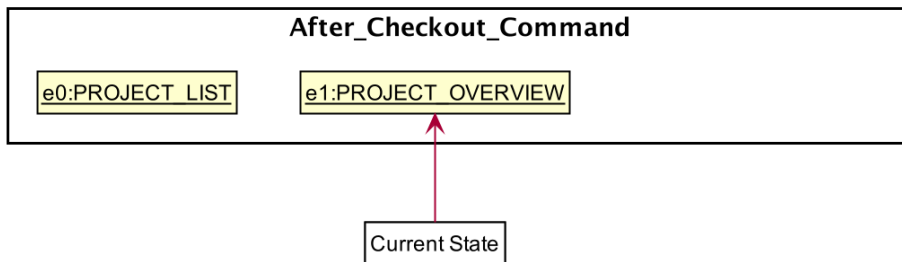 After_Checkout_Command
e0:PROJECT_LIST
e1:PROJECT_OVERVIEW
Current State